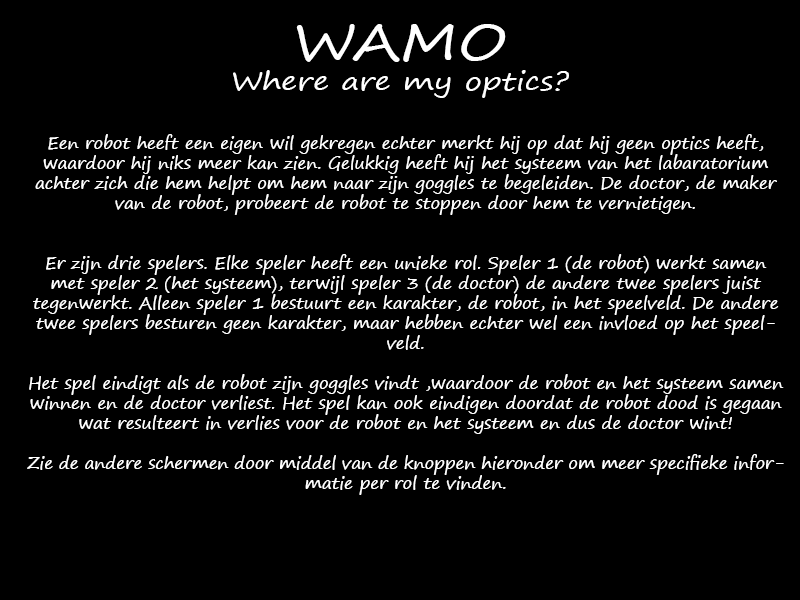 WAMO
Where are my optics?
Een robot heeft een eigen wil gekregen echter merkt hij op dat hij geen optics heeft,
waardoor hij niks meer kan zien. Gelukkig heeft hij het systeem van het labaratorium
achter zich die hem helpt om hem naar zijn goggles te begeleiden. De doctor, de maker
van de robot, probeert de robot te stoppen door hem te vernietigen.
Er zijn drie spelers. Elke speler heeft een unieke rol. Speler 1 (de robot) werkt samen
met speler 2 (het systeem), terwijl speler 3 (de doctor) de andere twee spelers juist
tegenwerkt. Alleen speler 1 bestuurt een karakter, de robot, in het speelveld. De andere
twee spelers besturen geen karakter, maar hebben echter wel een invloed op het speel-
veld.
Het spel eindigt als de robot zijn goggles vindt ,waardoor de robot en het systeem samen
winnen en de doctor verliest. Het spel kan ook eindigen doordat de robot dood is gegaan
wat resulteert in verlies voor de robot en het systeem en dus de doctor wint!
Zie de andere schermen door middel van de knoppen hieronder om meer specifieke infor-
matie per rol te vinden.